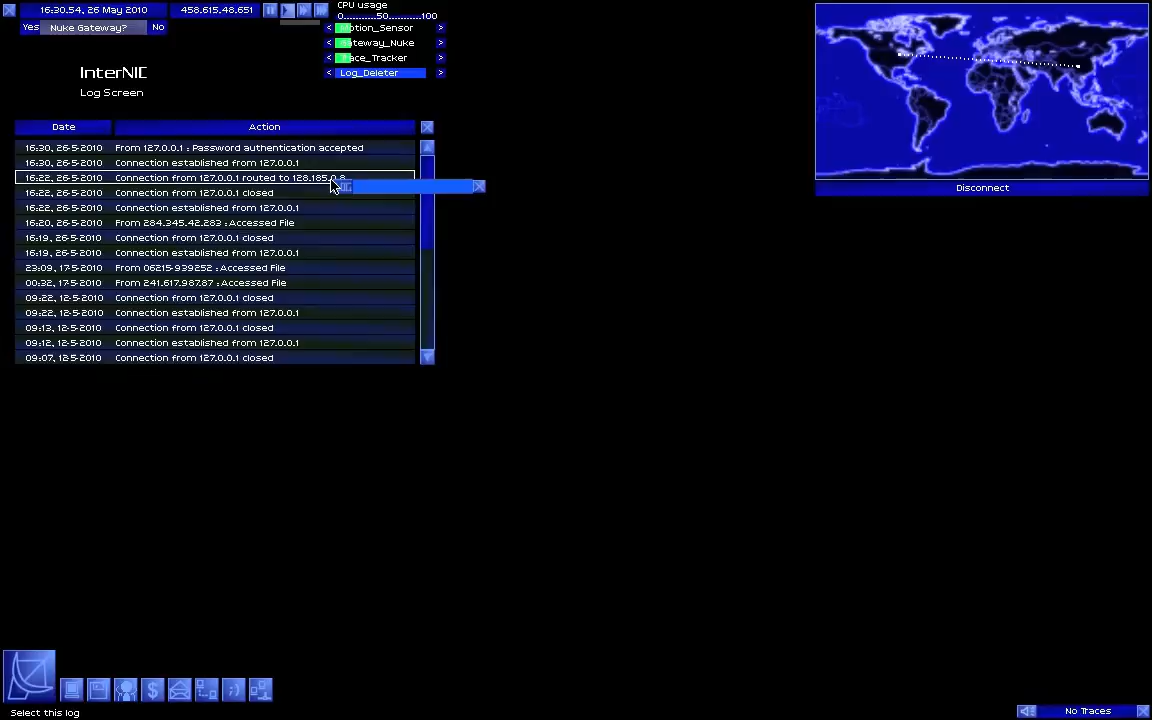 16:30.54, 26 May 2010
458.615.48.651
CPU usage
0............50...........100
Yes Nuke Gateway? No
< Motion_Sensor >
< Gateway_Nuke >
< Trace_Tracker >
< Log_Deleter >
InterNIC
Log Screen
Date Action
16:30, 26-5-2010 From 127.0.0.1 : Password authentication accepted
16:30, 26-5-2010 Connection established from 127.0.0.1
16:22, 26-5-2010 Connection from 127.0.0.1 routed to 128.185.0.8
16:22, 26-5-2010 Connection from 127.0.0.1 closed
16:22, 26-5-2010 Connection established from 127.0.0.1
16:20, 26-5-2010 From 284.345.42.283 : Accessed File
16:19, 26-5-2010 Connection from 127.0.0.1 closed
16:19, 26-5-2010 Connection established from 127.0.0.1
23:09, 17-5-2010 From 06215-939252 : Accessed File
00:32, 17-5-2010 From 241.617.987.87 : Accessed File
09:22, 12-5-2010 Connection from 127.0.0.1 closed
09:22, 12-5-2010 Connection established from 127.0.0.1
09:13, 12-5-2010 Connection from 127.0.0.1 closed
09:12, 12-5-2010 Connection established from 127.0.0.1
09:07, 12-5-2010 Connection from 127.0.0.1 closed
Disconnect
Select this log
No Traces